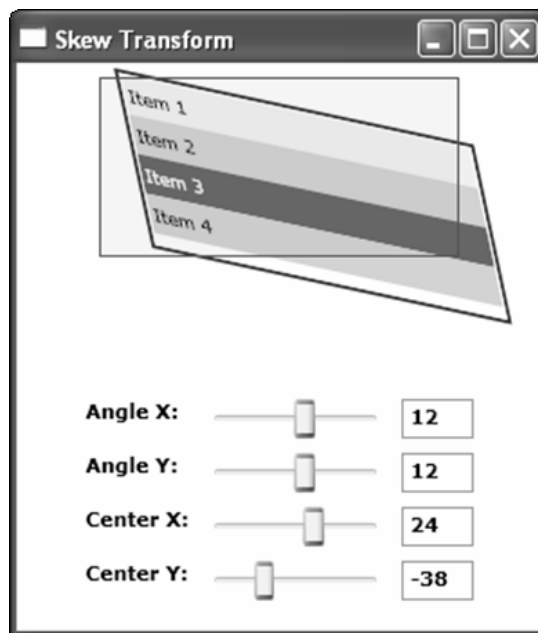 Skew Transform
Item 1
Item 2
Item 3
Item 4
Angle X: 12
Angle Y: 12
Center X: 24
Center Y: -38